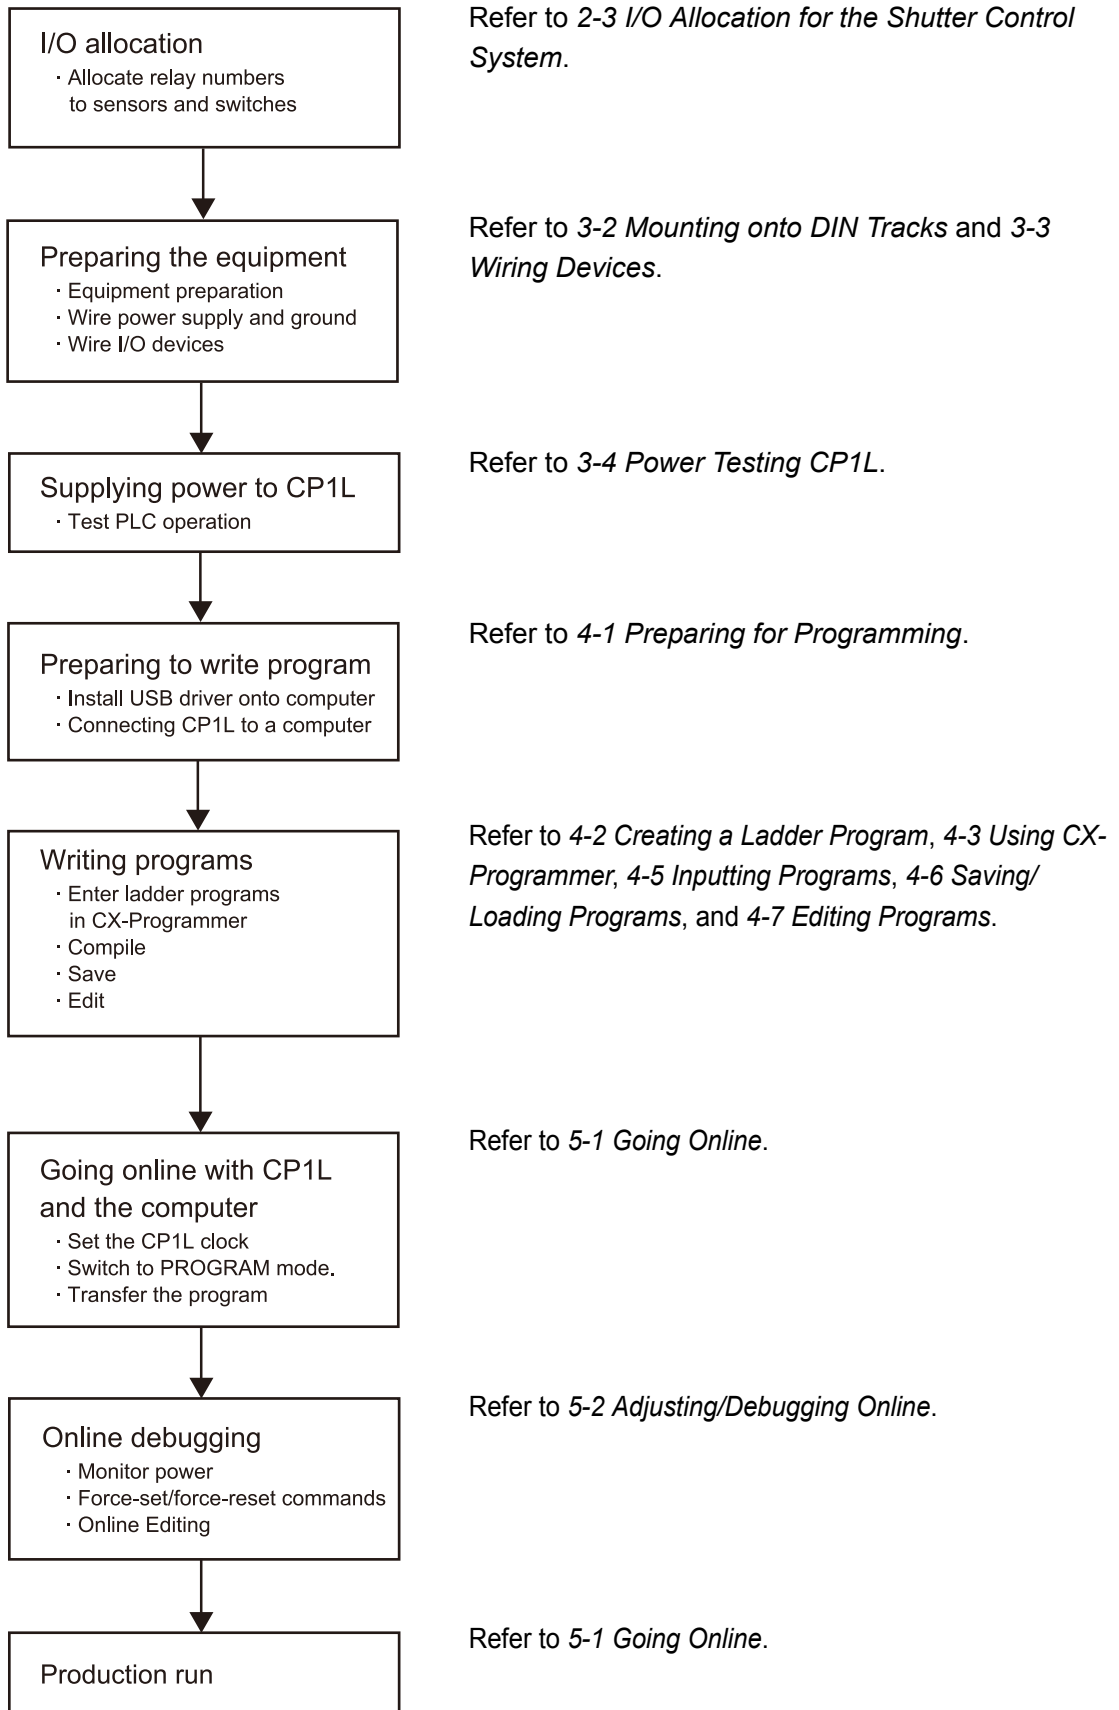 I/O allocation
· Allocate relay numbers
to sensors and switches
Refer to 2-3 I/O Allocation for the Shutter Control
System.
Preparing the equipment
· Equipment preparation
· Wire power supply and ground
· Wire I/O devices
Refer to 3-2 Mounting onto DIN Tracks and 3-3
Wiring Devices.
Supplying power to CP1L
· Test PLC operation
Refer to 3-4 Power Testing CP1L.
Preparing to write program
· Install USB driver onto computer
· Connecting CP1L to a computer
Refer to 4-1 Preparing for Programming.
Writing programs
· Enter ladder programs
in CX-Programmer
· Compile
· Save
· Edit
Refer to 4-2 Creating a Ladder Program, 4-3 Using CX-
Programmer, 4-5 Inputting Programs, 4-6 Saving/
Loading Programs, and 4-7 Editing Programs.
Going online with CP1L
and the computer
· Set the CP1L clock
· Switch to PROGRAM mode.
· Transfer the program
Refer to 5-1 Going Online.
Online debugging
· Monitor power
· Force-set/force-reset commands
· Online Editing
Refer to 5-2 Adjusting/Debugging Online.
Production run
Refer to 5-1 Going Online.